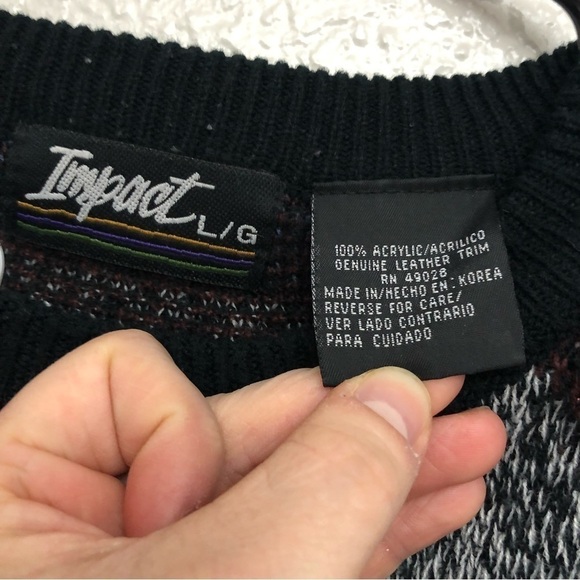 Impact
L/G
100% ACRYLIC/ACRILICO
GENUINE LEATHER TRIM
RN 49028
MADE IN/HECHO EN-KOREA
REVERSE FOR CARE/
VER LADO CONTRARIO
PARA CUIDADO